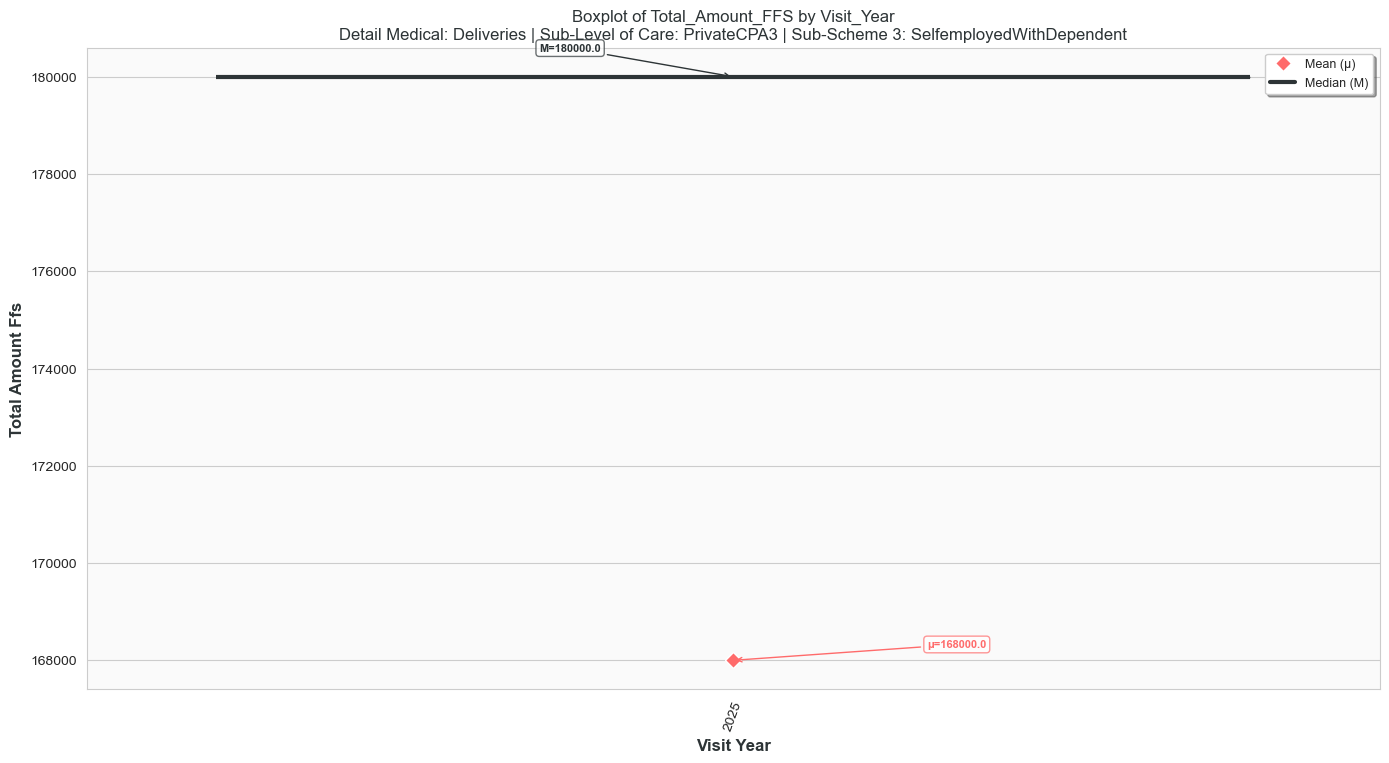 Boxplot of Total_Amount_FFS by Visit_Year
Detail Medical: Deliveries | Sub-Level of Care: PrivateCPA3 | Sub-Scheme 3: SelfemployedWithDependent
M=180000.0
Mean (μ)
Median (M)
180000
178000
176000
174000
172000
170000
168000
Total Amount Ffs
μ=168000.0
2025
Visit Year